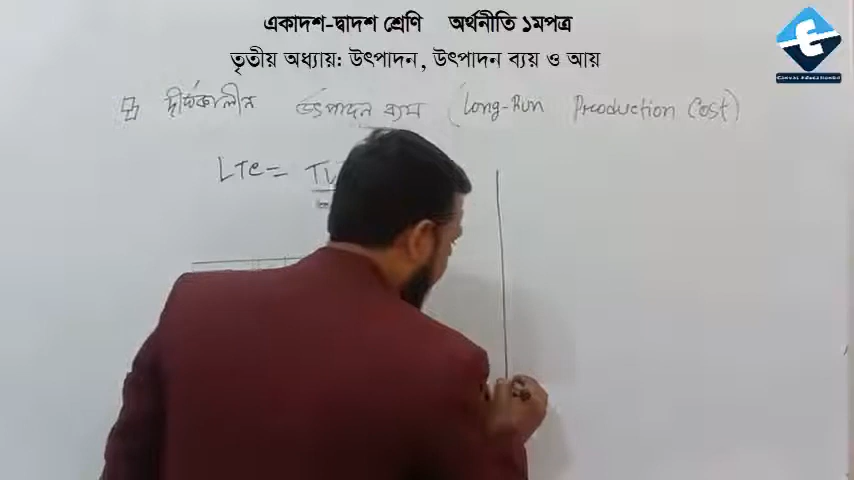 একাদশ-দ্বাদশ শ্রেণি অর্থনীতি ১মপত্র
তৃতীয় অধ্যায়: উৎপাদন, উৎপাদন ব্যয় ও আয়
দীর্ঘকালীন উৎপাদন ব্যয় (Long-Run Production Cost)
LTC =